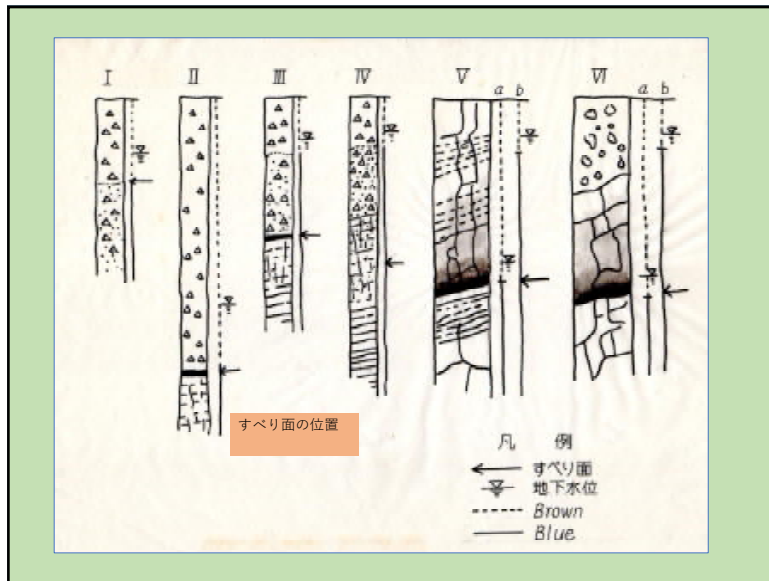 I II III IV V VI
a b a b
すべり面の位置
凡 例
すべり面
地下水位
Brown
Blue